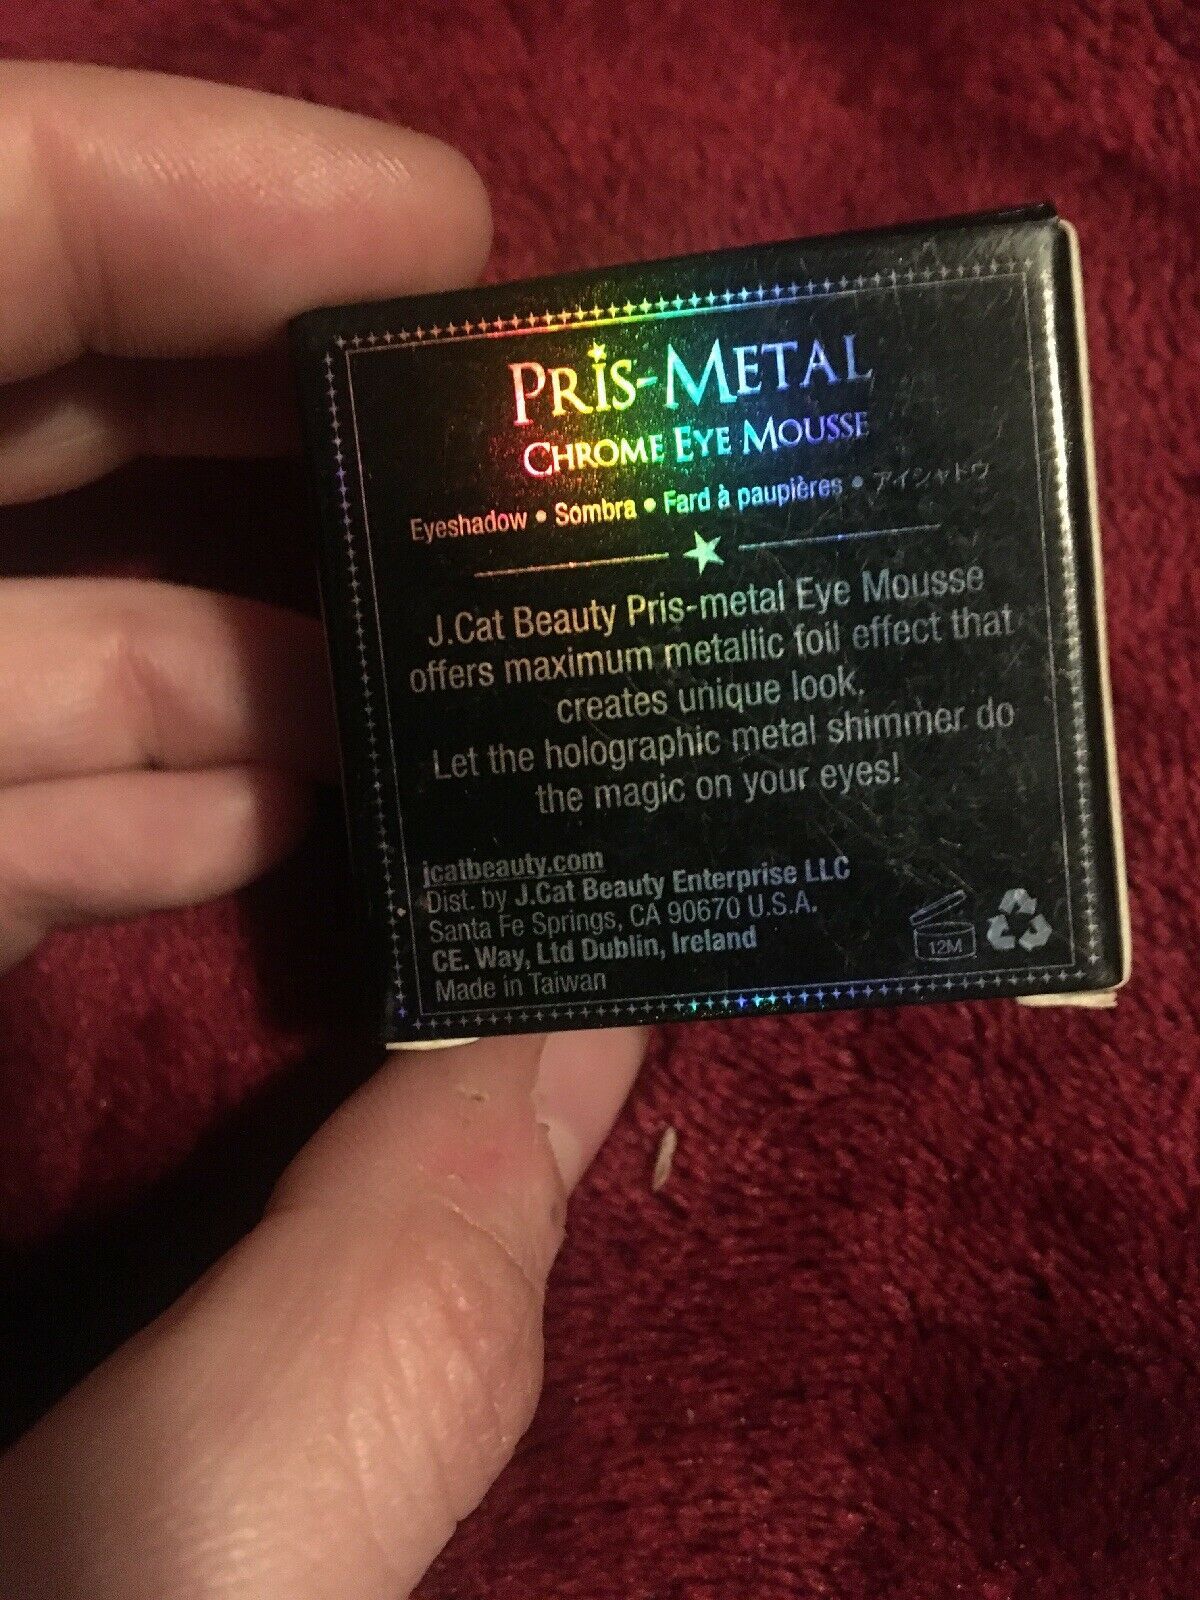 PRIS-METAL
CHROME EYE MOUSSE
Eyeshadow • Sombra • Fard à paupières • アイシャドウ
J.Cat Beauty Pris-metal Eye Mousse
offers maximum metallic foil effect that
creates unique look.
Let the holographic metal shimmer do
the magic on your eyes!
jcatbeauty.com
Dist. by J.Cat Beauty Enterprise LLC
Santa Fe Springs, CA 90670 U.S.A.
CE. Way, Ltd Dublin, Ireland
Made in Taiwan
12M